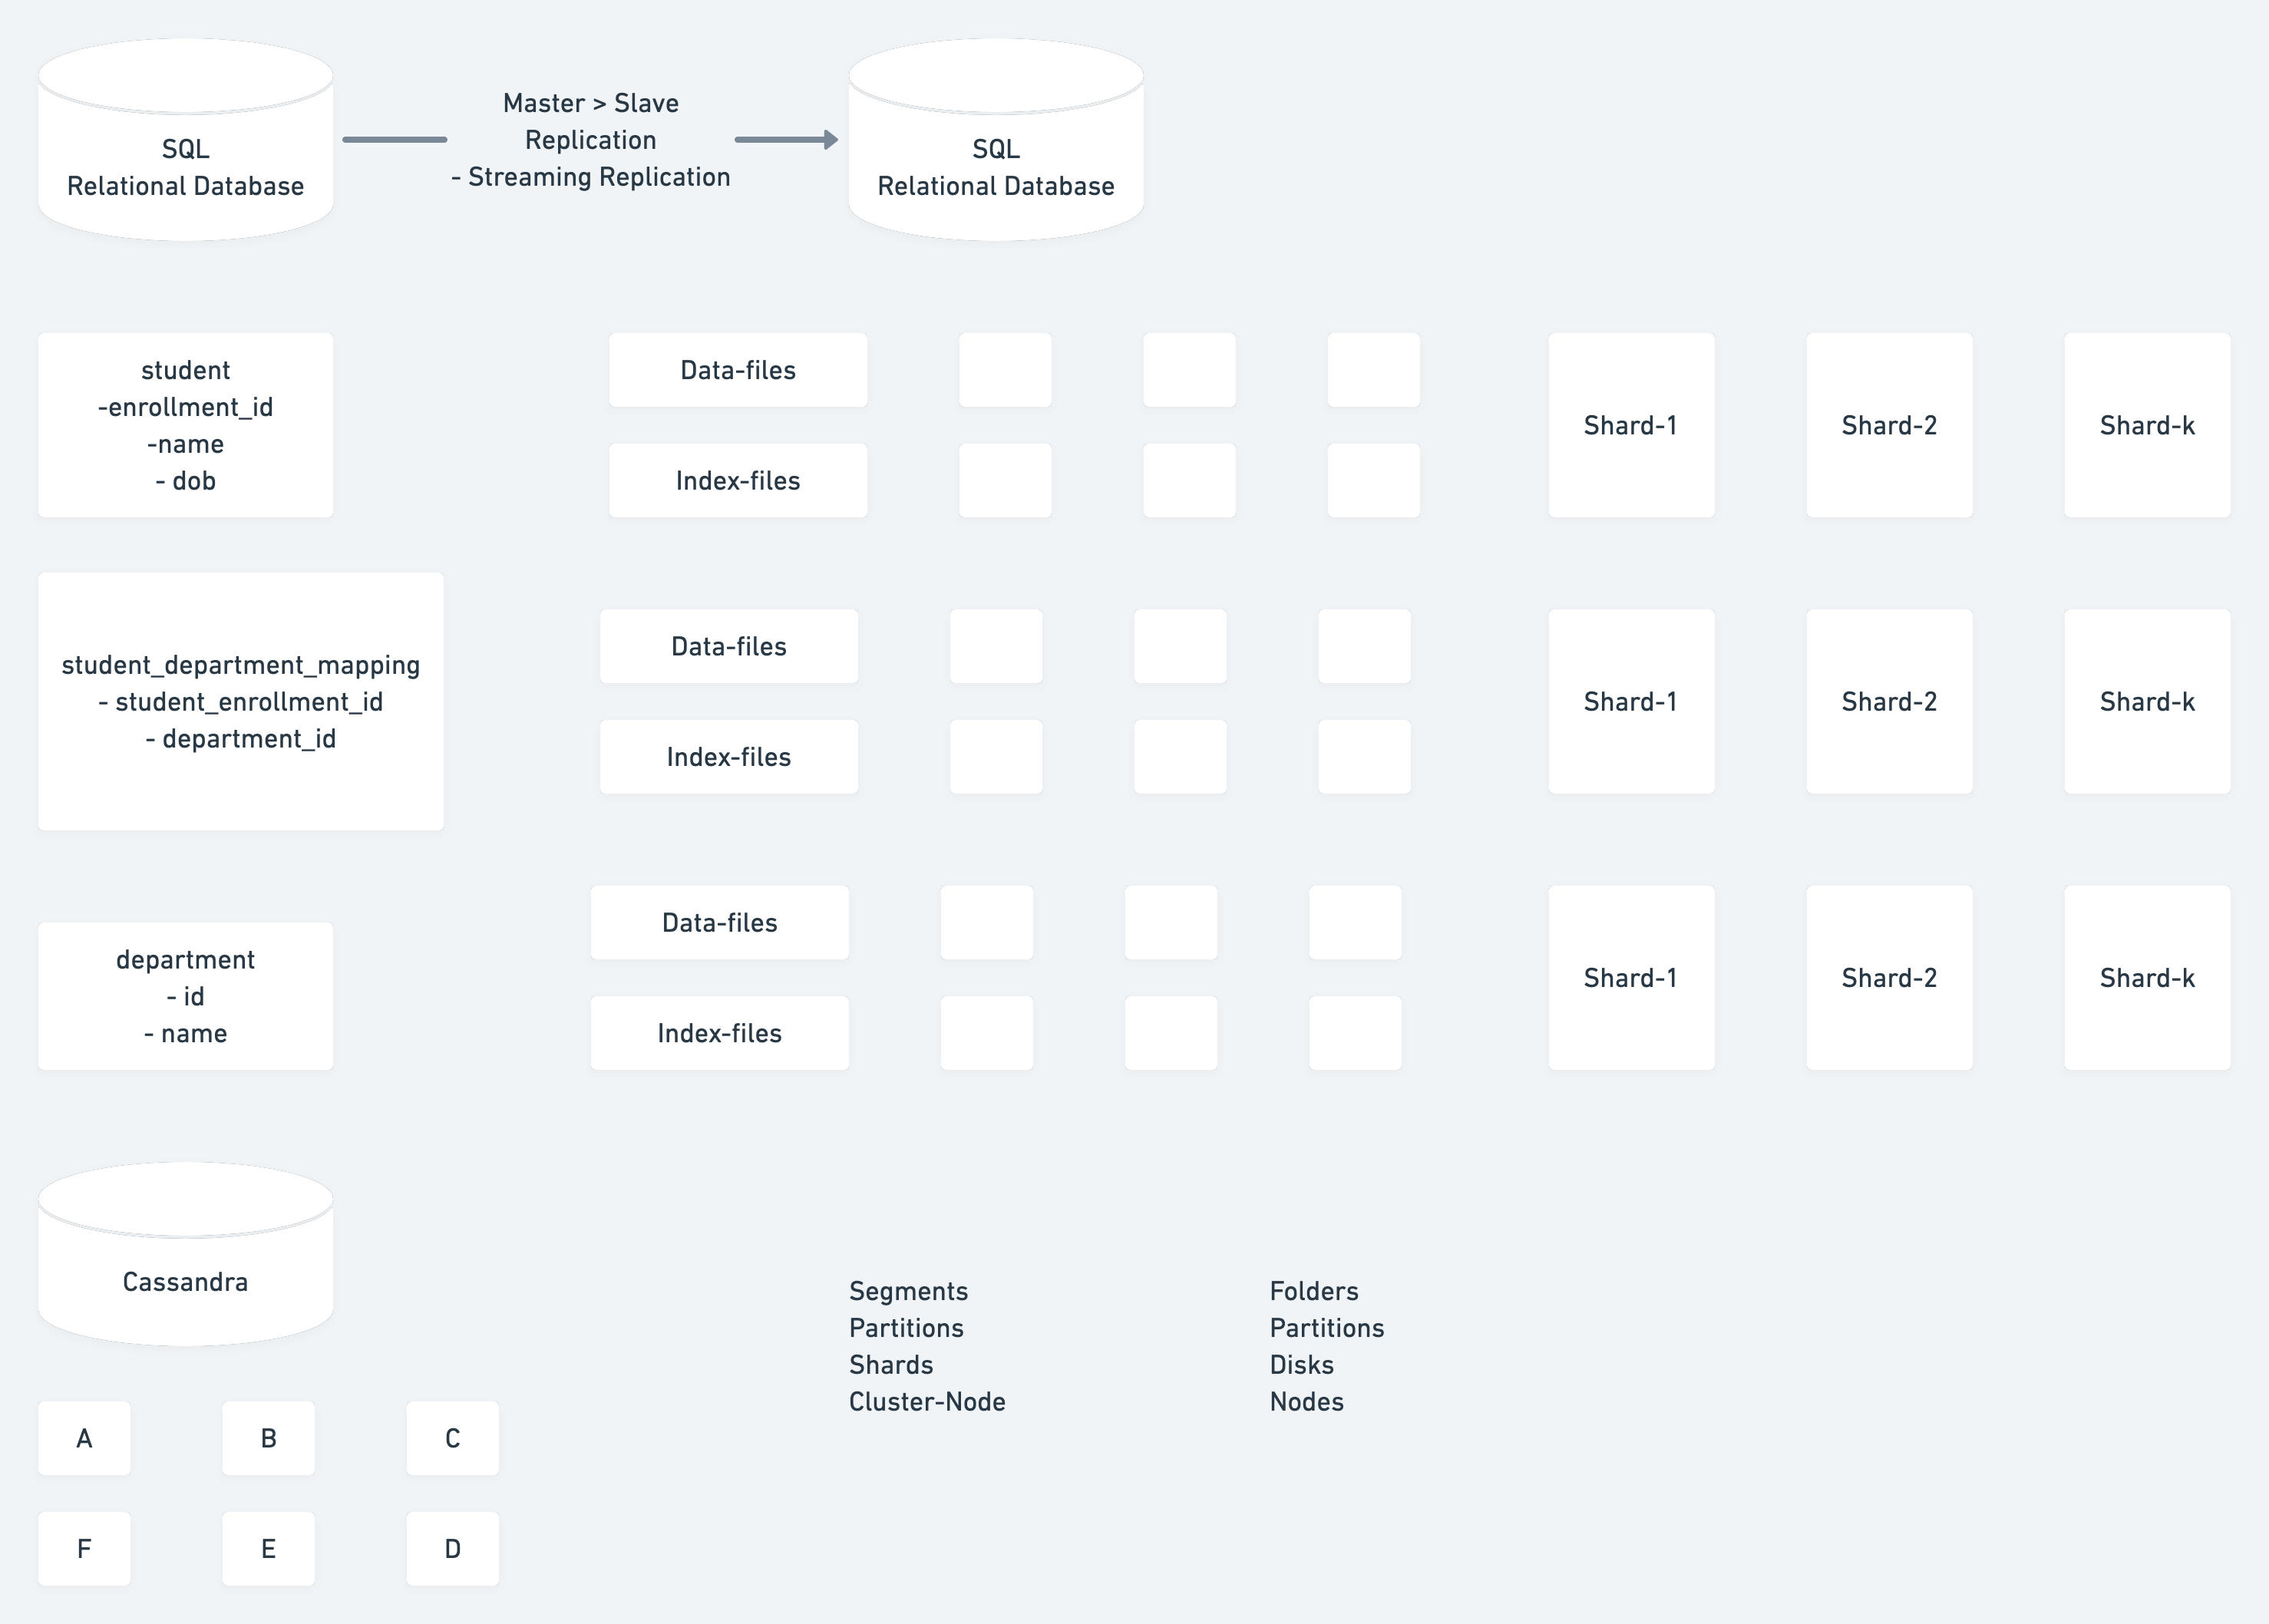 SQL
Relational Database
Master > Slave
Replication
- Streaming Replication
SQL
Relational Database
student
-enrollment_id
-name
- dob
Data-files
Index-files
Shard-1
Shard-2
Shard-k
student_department_mapping
- student_enrollment_id
- department_id
Data-files
Index-files
Shard-1
Shard-2
Shard-k
department
- id
- name
Data-files
Index-files
Shard-1
Shard-2
Shard-k
Cassandra
Segments
Partitions
Shards
Cluster-Node
Folders
Partitions
Disks
Nodes
A
B
C
F
E
D